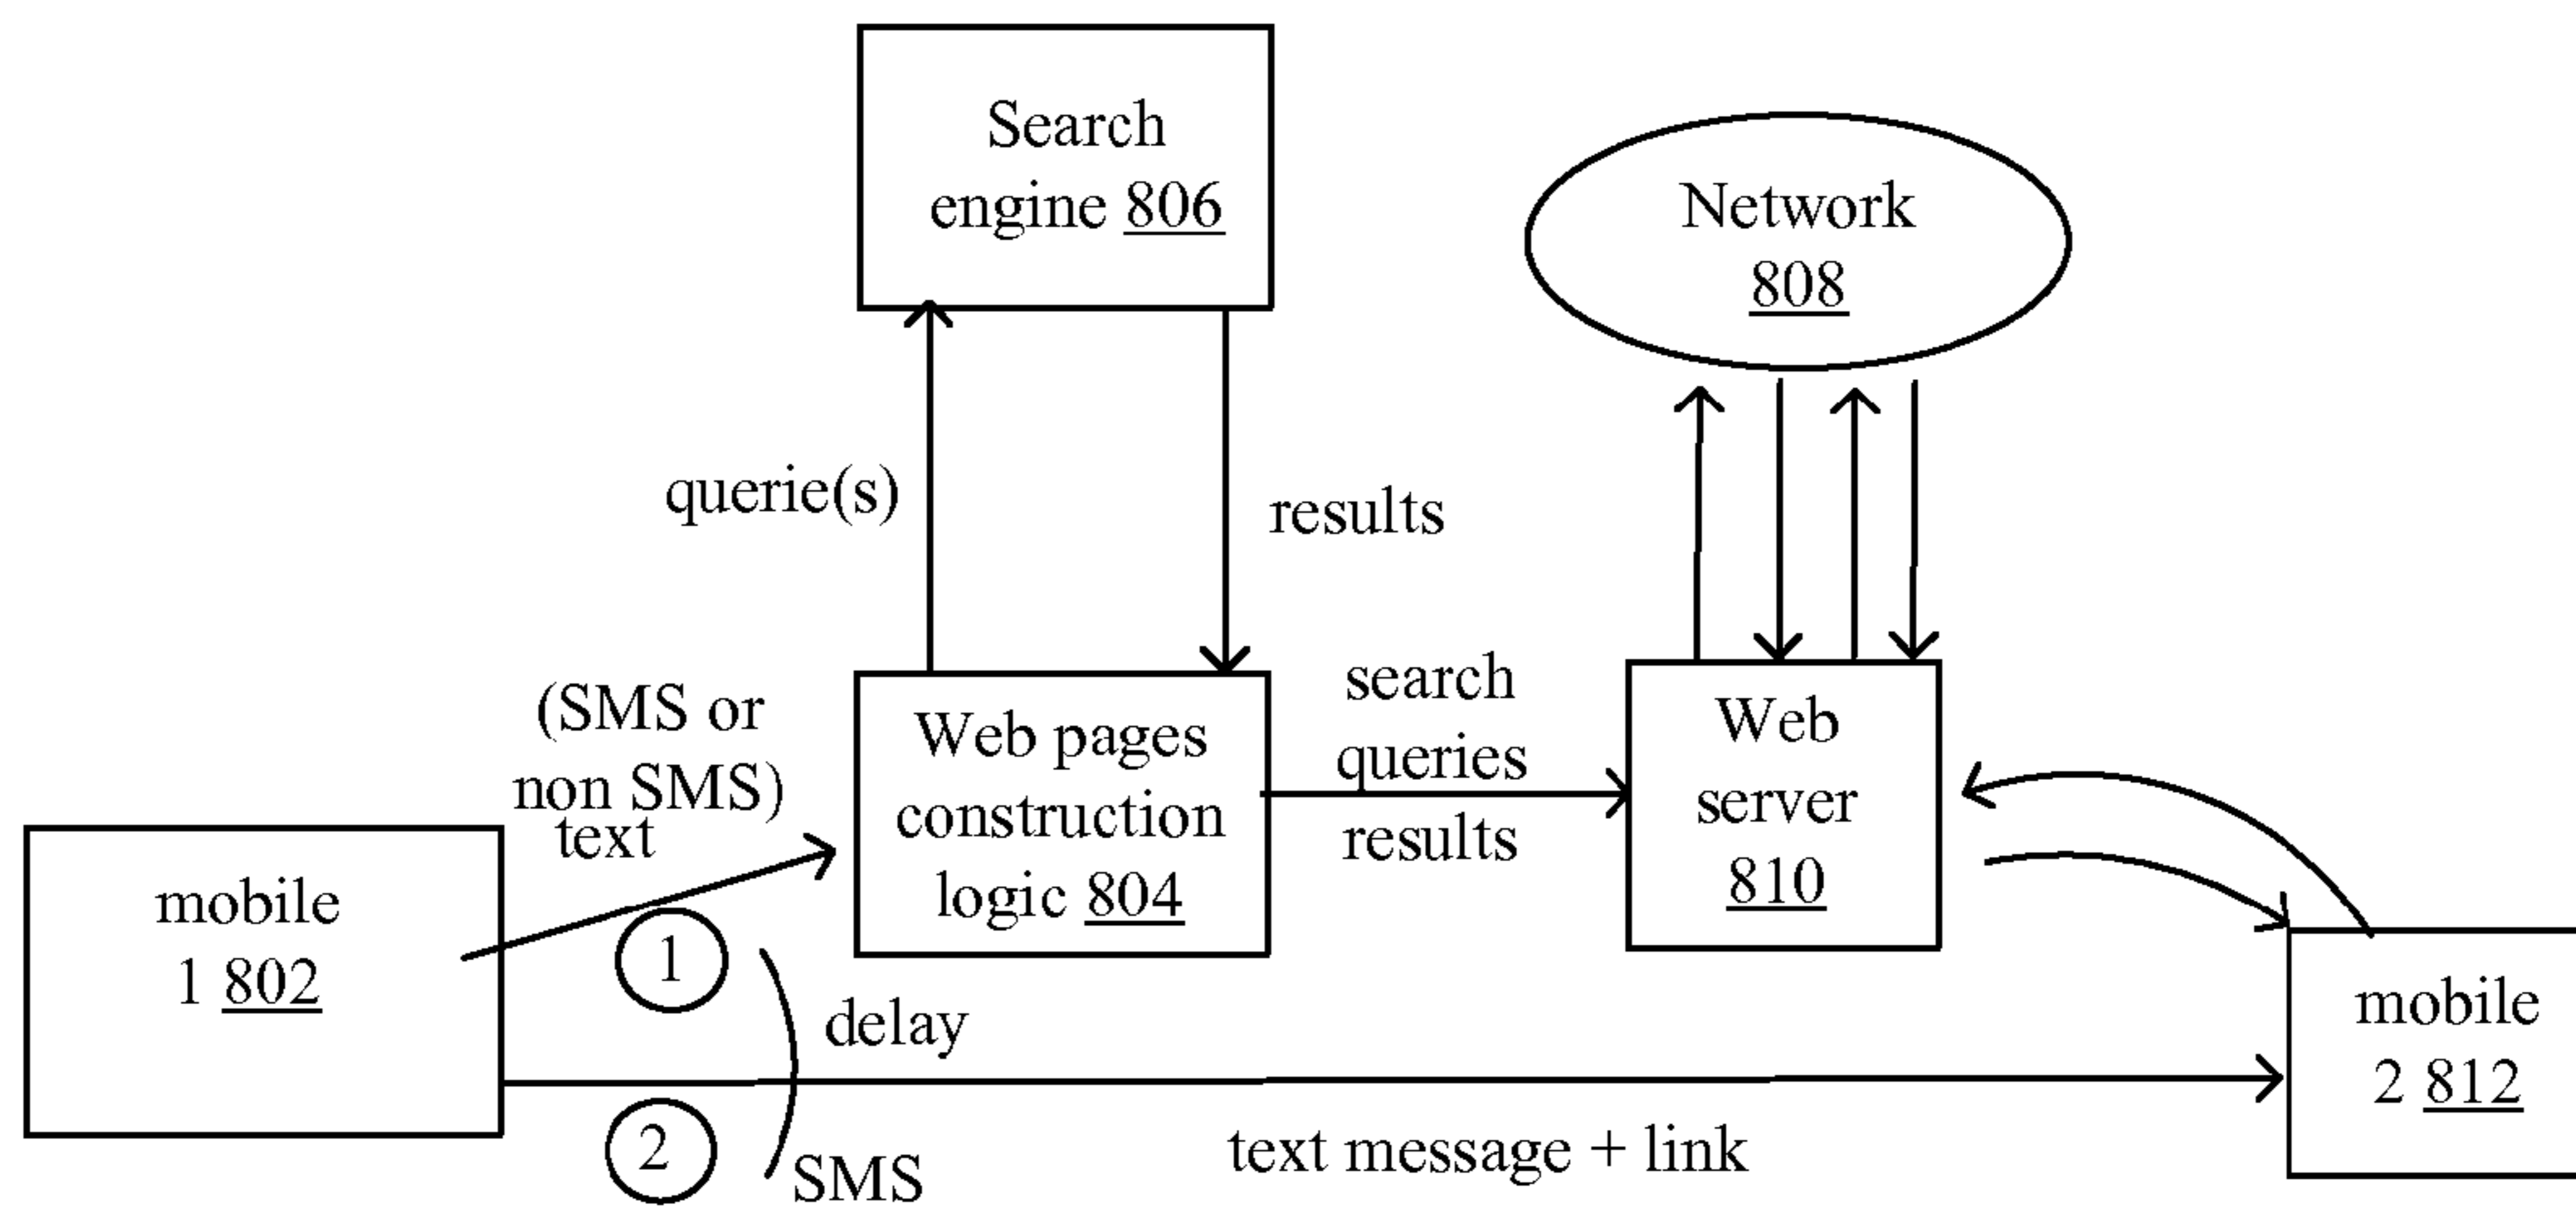 Search
engine 806
Network
808
querie(s)
results
(SMS or
non SMS)
text
Web pages
construction
logic 804
search
queries
results
Web
server
810
mobile
1 802
1
delay
mobile
2 812
2
SMS
text message + link